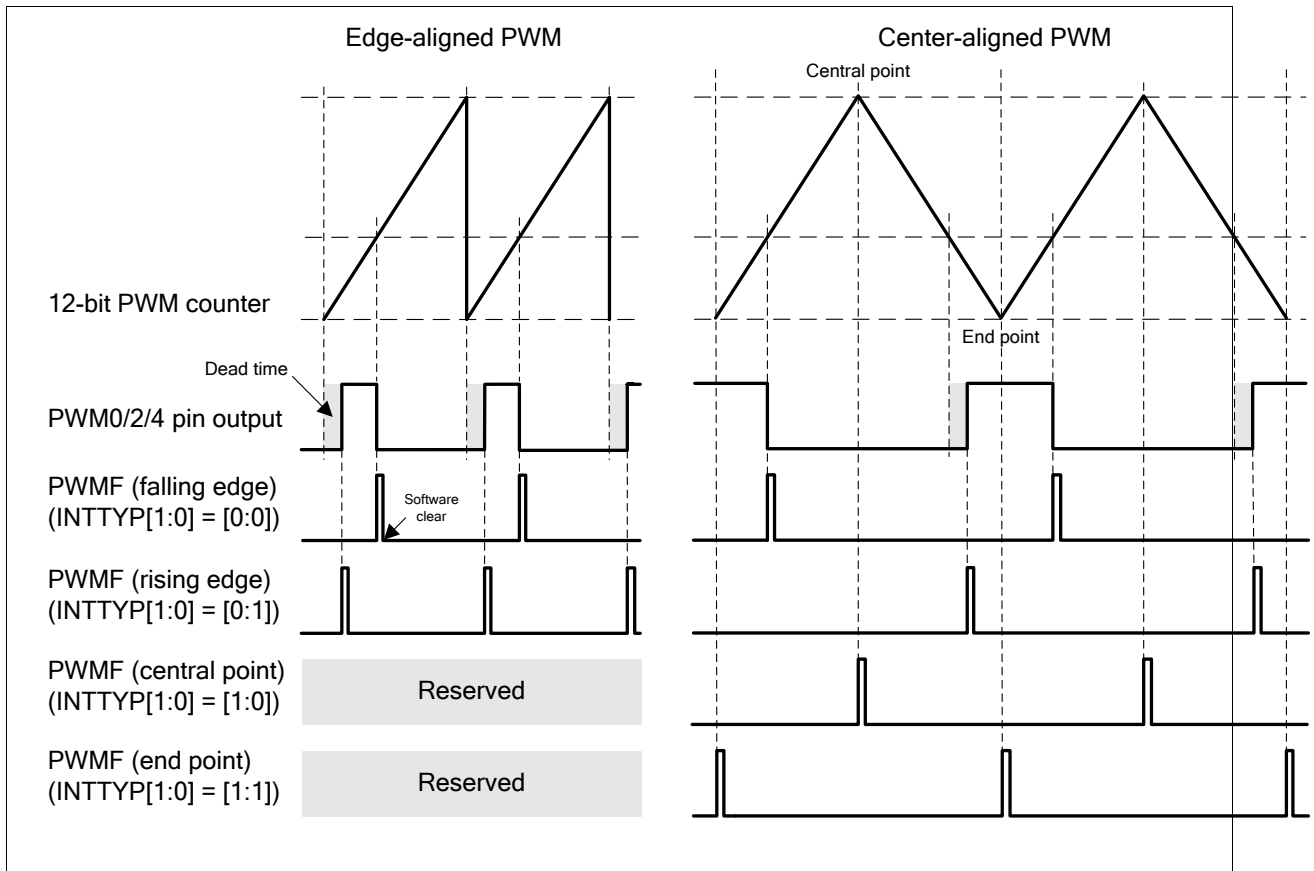 Edge-aligned PWM
Center-aligned PWM
Central point
12-bit PWM counter
End point
Dead time
PWM0/2/4 pin output
PWMF (falling edge)
(INTTYP[1:0] = [0:0])
Software
clear
PWMF (rising edge)
(INTTYP[1:0] = [0:1])
PWMF (central point)
(INTTYP[1:0] = [1:0])
Reserved
PWMF (end point)
(INTTYP[1:0] = [1:1])
Reserved